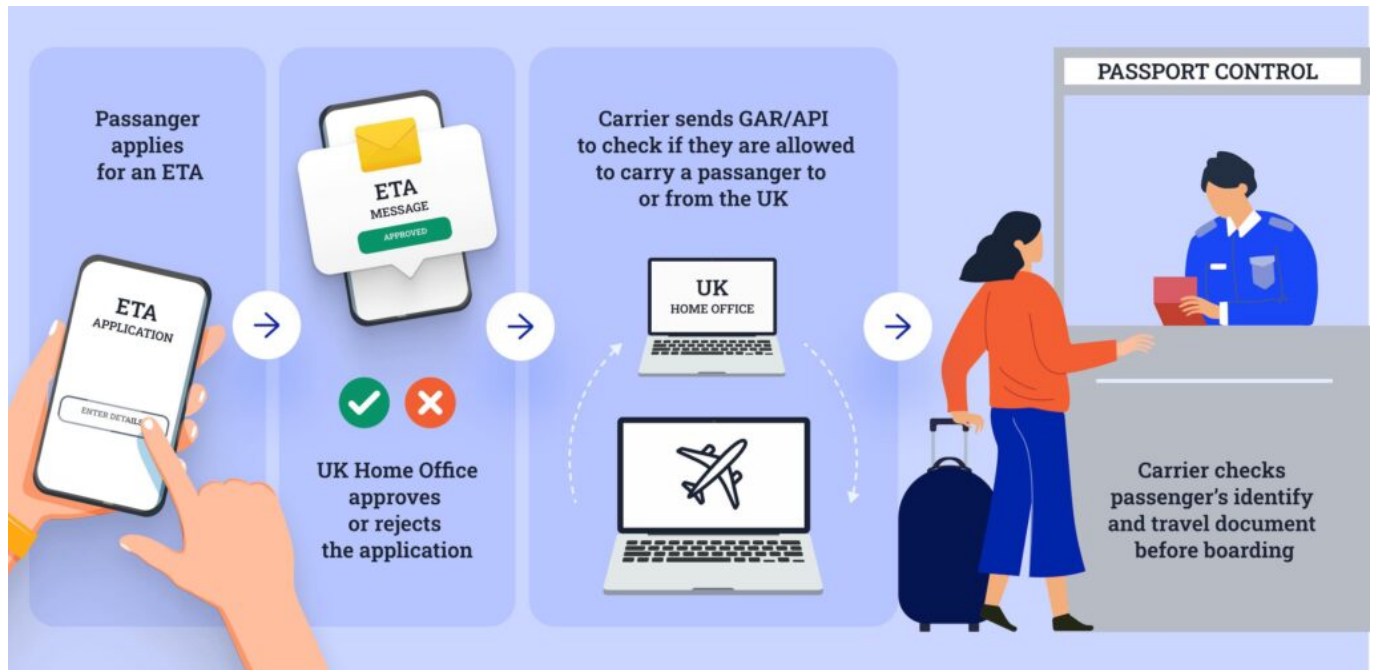 Passanger
applies
for an ETA
ETA
APPLICATION
ENTER DETAILS
ETA
MESSAGE
APPROVED
UK Home Office
approves
or rejects
the application
Carrier sends GAR/API
to check if they are allowed
to carry a passanger to
or from the UK
UK
HOME OFFICE
PASSPORT CONTROL
Carrier checks
passenger's identify
and travel document
before boarding